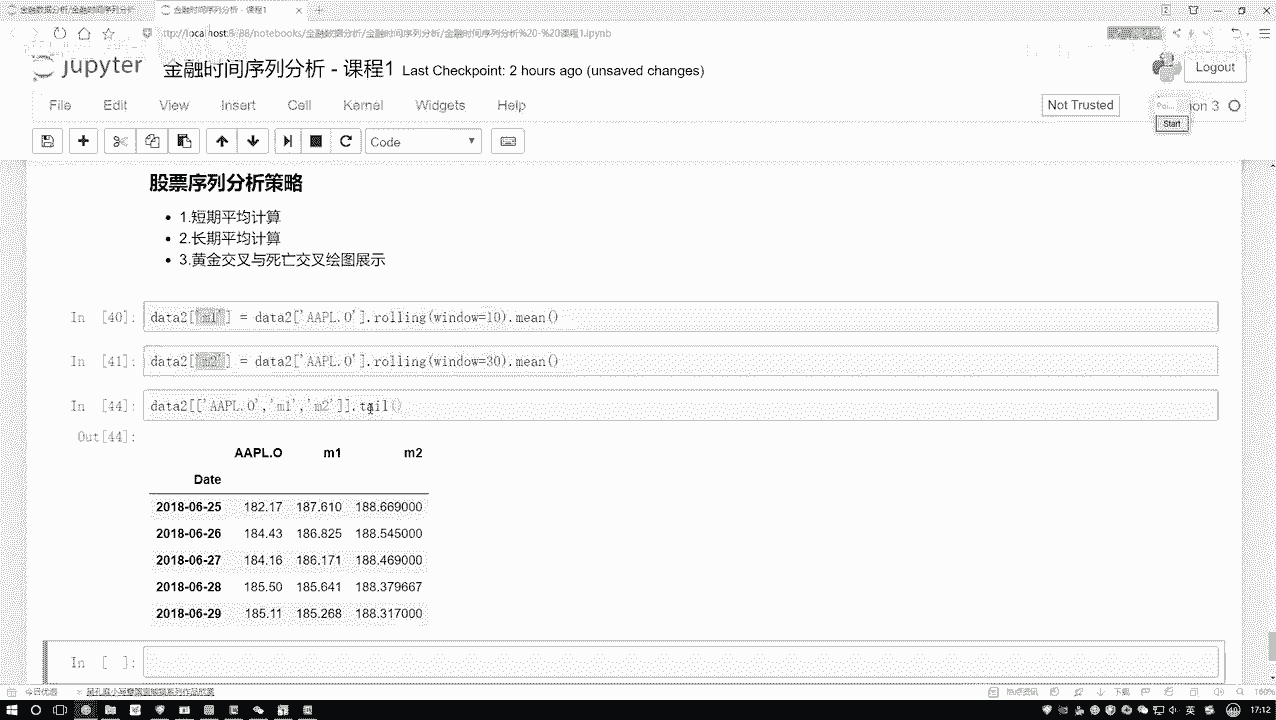 金融数据分析/金融时间序列分析
金融时间序列分析 - 课程1
localhost:8888/notebooks/金融数据分析/金融时间序列分析/金融时间序列分析%20-%20课程1.ipynb
jupyter 金融时间序列分析 - 课程1 Last Checkpoint: 2 hours ago (unsaved changes)
Logout
File Edit View Insert Cell Kernel Widgets Help
Not Trusted
3
Start
Code
股票序列分析策略
1.短期平均计算
2.长期平均计算
3.黄金交叉与死亡交叉绘图展示
In [40]: data2['m1'] = data2['AAPL.O'].rolling(window=10).mean()
In [41]: data2['m2'] = data2['AAPL.O'].rolling(window=30).mean()
In [44]: data2[['AAPL.O','m1','m2']].tail()
Out[44]:
AAPL.O m1 m2
Date
2018-06-25 182.17 187.610 188.669000
2018-06-26 184.43 186.825 188.545000
2018-06-27 184.16 186.171 188.469000
2018-06-28 185.50 185.641 188.379667
2018-06-29 185.11 185.268 188.317000
In [ ]:
今日优惠
热点资讯
下载
160%
英
17:12